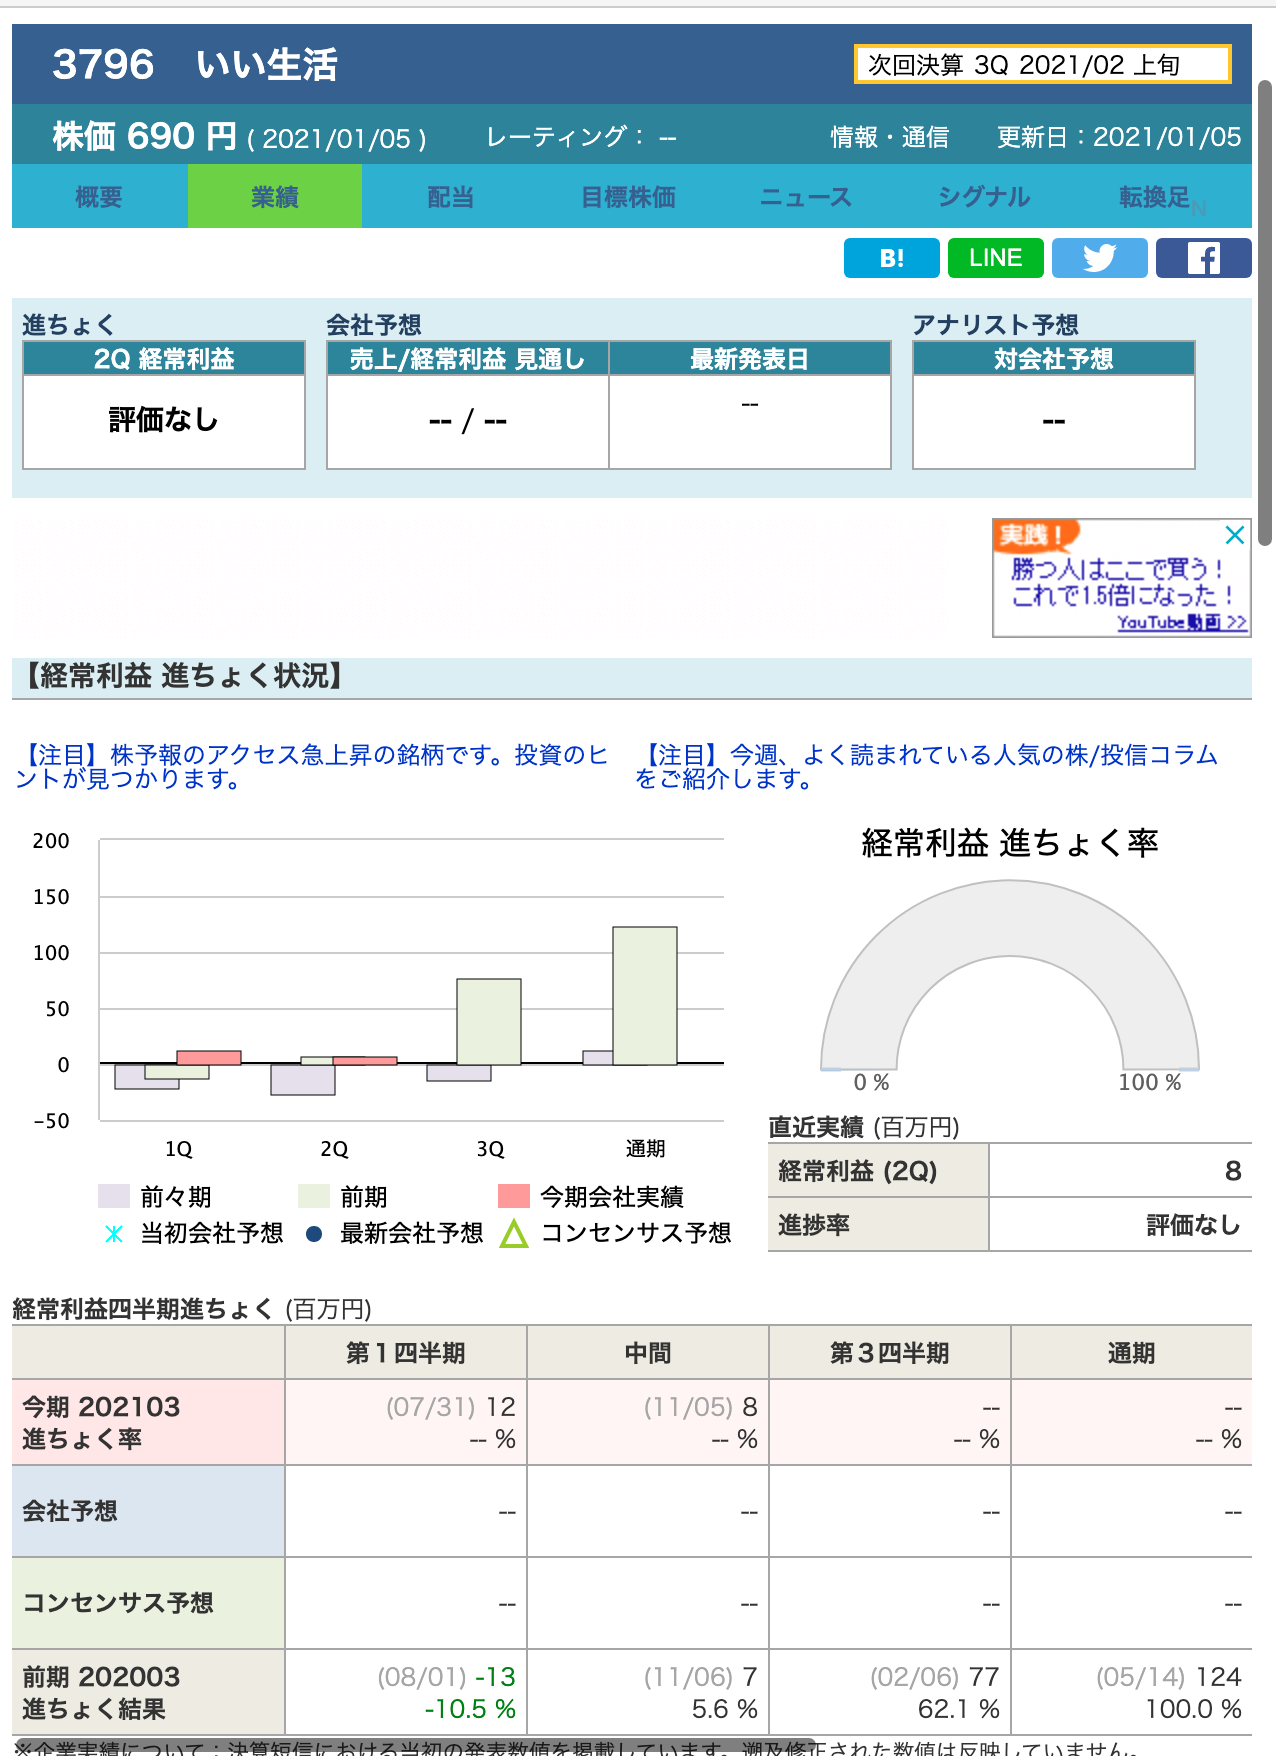 3796 いい生活
次回決算 3Q 2021/02 上旬
株価 690 円 ( 2021/01/05 ) レーティング： -- 情報・通信 更新日：2021/01/05
概要 業績 配当 目標株価 ニュース シグナル 転換足
N
B! LINE
進ちょく 会社予想 アナリスト予想
2Q 経常利益 売上/経常利益 見通し 最新発表日 対会社予想
評価なし -- / -- -- --
実践！
勝つ人はここで買う！
これで1.5倍になった！
YouTube動画 >>
【経常利益 進ちょく状況】
【注目】株予報のアクセス急上昇の銘柄です。投資のヒ
ントが見つかります。
【注目】今週、よく読まれている人気の株/投信コラム
をご紹介します。
200
150
100
50
0
-50
1Q 2Q 3Q 通期
前々期 前期 今期会社実績
当初会社予想 最新会社予想 コンセンサス予想
経常利益 進ちょく率
0 % 100 %
直近実績 (百万円)
経常利益 (2Q) 8
進捗率 評価なし
経常利益四半期進ちょく (百万円)
第１四半期 中間 第３四半期 通期
今期 202103 (07/31) 12 (11/05) 8 -- --
進ちょく率 -- % -- % -- % -- %
会社予想 -- -- -- --
コンセンサス予想 -- -- -- --
前期 202003 (08/01) -13 (11/06) 7 (02/06) 77 (05/14) 124
進ちょく結果 -10.5 % 5.6 % 62.1 % 100.0 %
※企業実績について：決算短信における当初の発表数値を掲載しています。遡及修正された数値は反映していません。